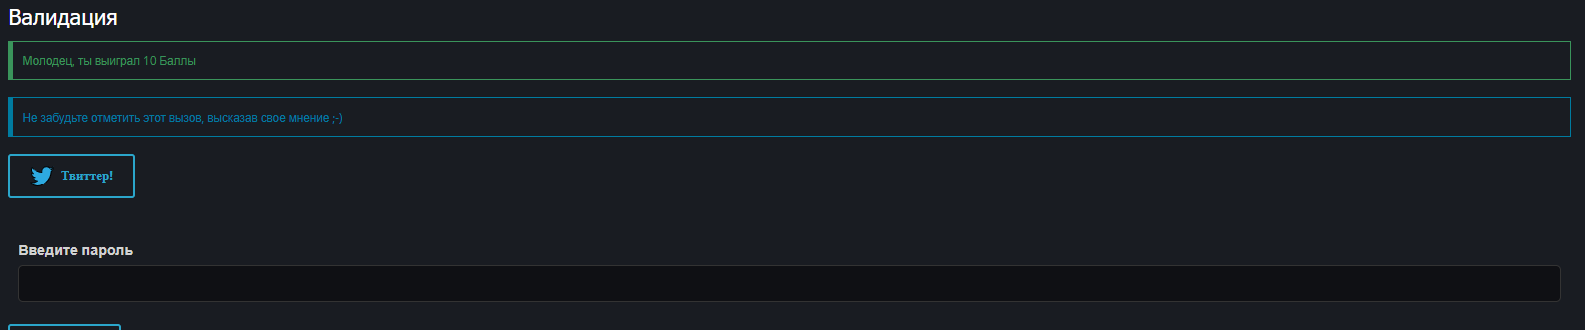 Валидация
Молодец, ты выиграл 10 Баллы
Не забудьте отметить этот вызов, высказав свое мнение ;-)
Твиттер!
Введите пароль